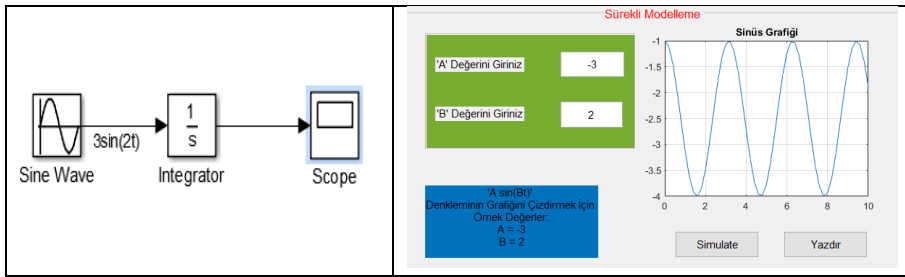 3sin(2t)
1
s
Sine Wave
Integrator
Scope
Sürekli Modelleme
'A' Değerini Giriniz
-3
'B' Değerini Giriniz
2
'A sin(Bt)'
Denkleminin Grafiğini Çizdirmek İçin
Örnek Değerler:
A = -3
B = 2
Sinüs Grafiği
-1
-1.5
-2
-2.5
-3
-3.5
-4
0 2 4 6 8 10
Simulate
Yazdır